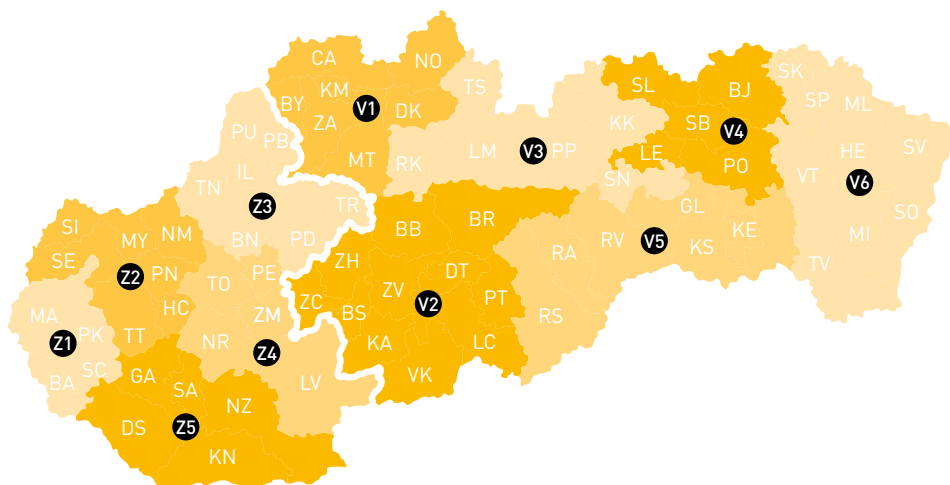 CA
NO
BY
KM
V1
DK
ZA
MT
TS
RK
LM
V3
PP
KK
SL
BJ
SB
V4
LE
PO
SN
SK
SP
ML
HE
SV
VT
V6
SO
MI
TV
PU
PB
IL
TN
Z3
TR
BN
PD
SI
SE
MY
NM
Z2
PN
HC
TT
TO
PE
ZM
NR
Z4
LV
MA
Z1
PK
SC
BA
GA
SA
NZ
DS
Z5
KN
BB
BR
ZH
ZV
DT
ZC
BS
V2
PT
KA
LC
VK
RA
RV
V5
GL
KS
KE
RS